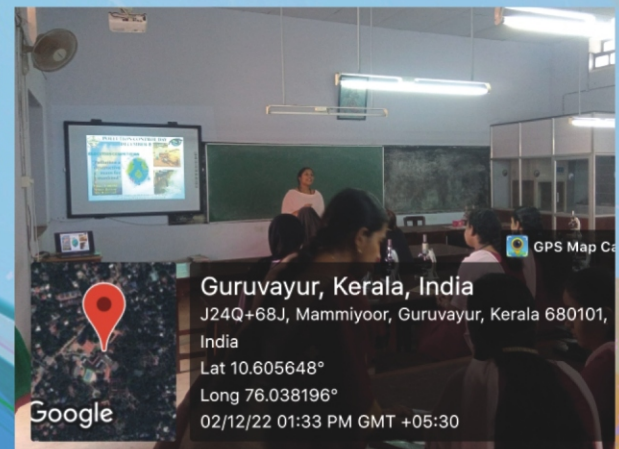 GPS Map Ca
Guruvayur, Kerala, India
J24Q+68J, Mammiyoor, Guruvayur, Kerala 680101,
India
Lat 10.605648°
Long 76.038196°
02/12/22 01:33 PM GMT +05:30
Google